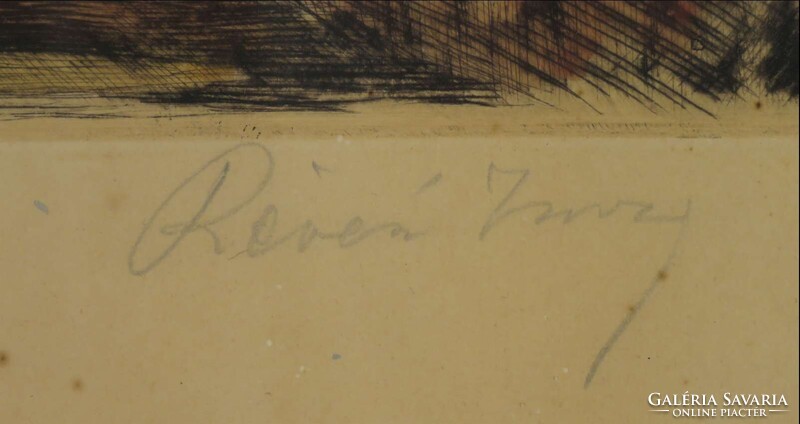 Révész Imre
GALÉRIA SAVARIA
ONLINE PIACTÉR